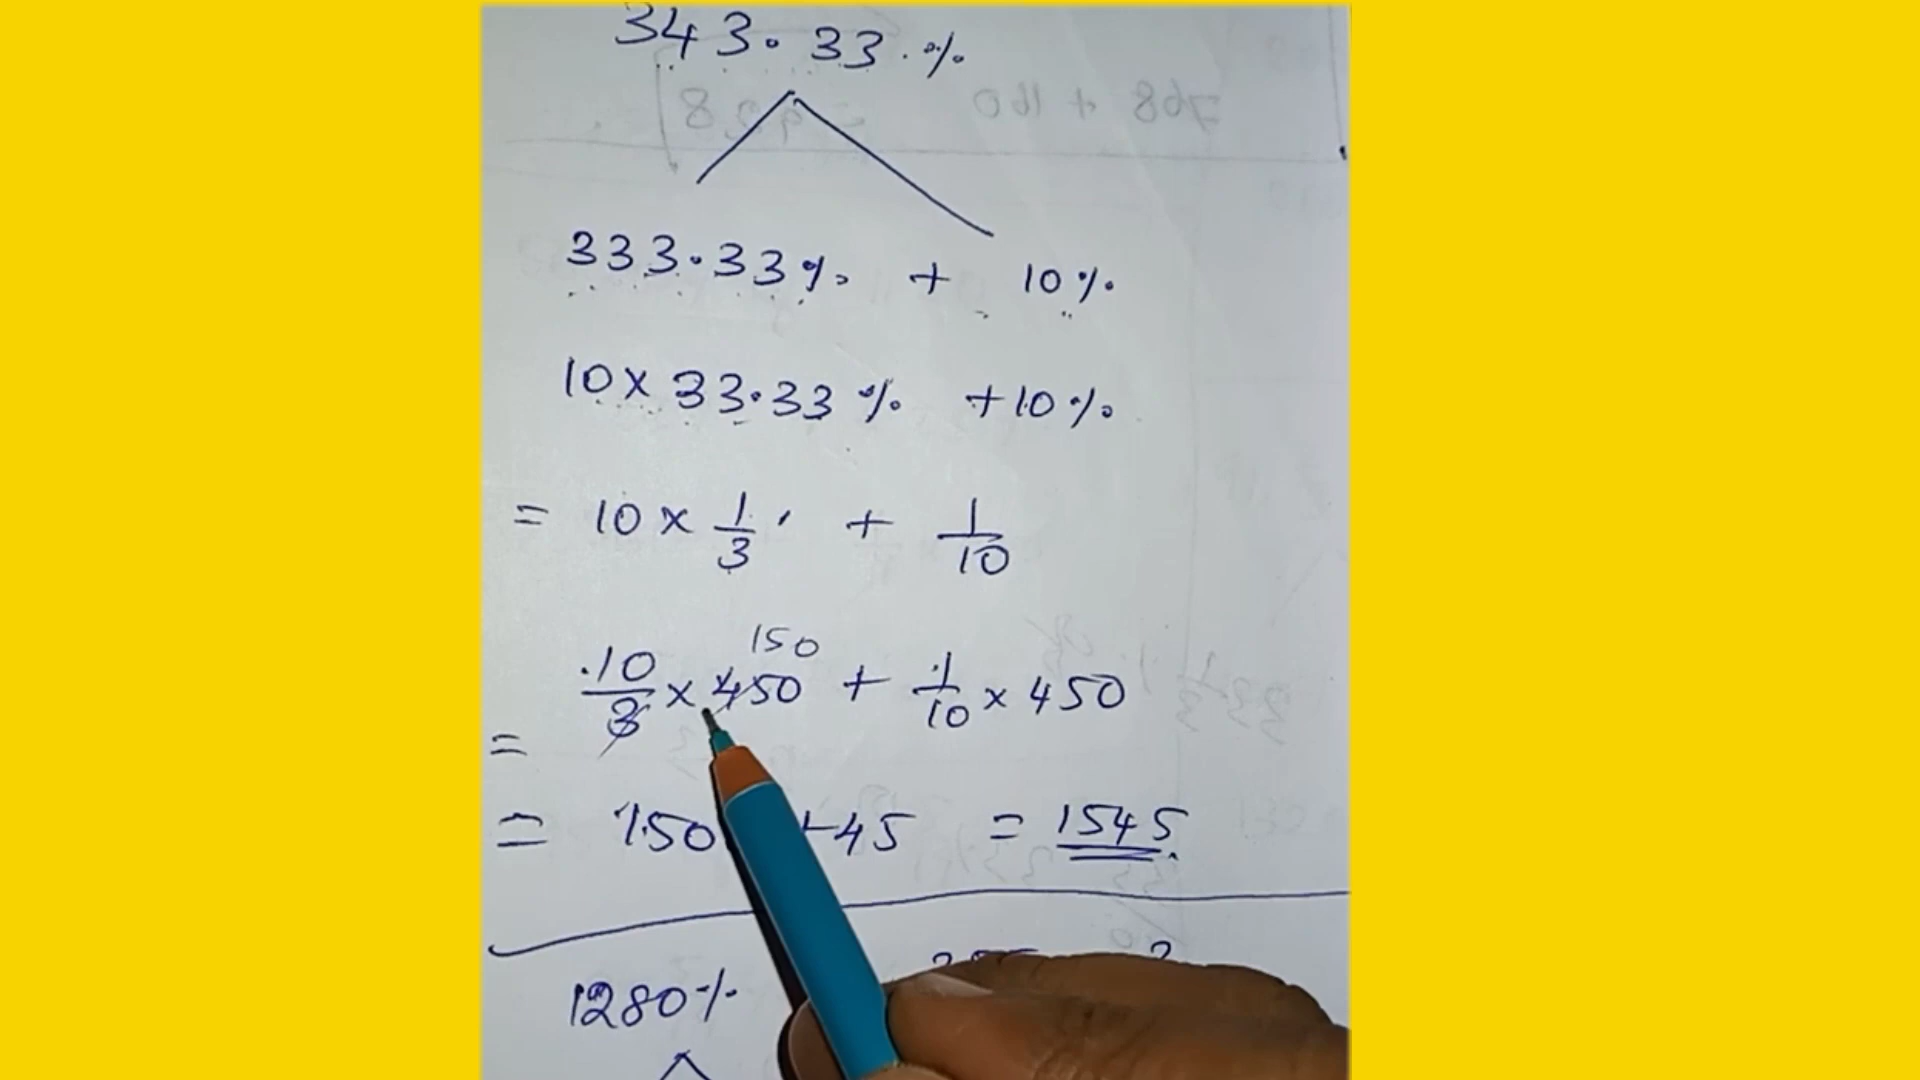 343.33%
333.33% + 10%
10 x 33.33% + 10%
= 10 x 1/3 + 1/10
150
= 10/3 x 450 + 1/10 x 450
= 150 + 45 = 1545
1280%